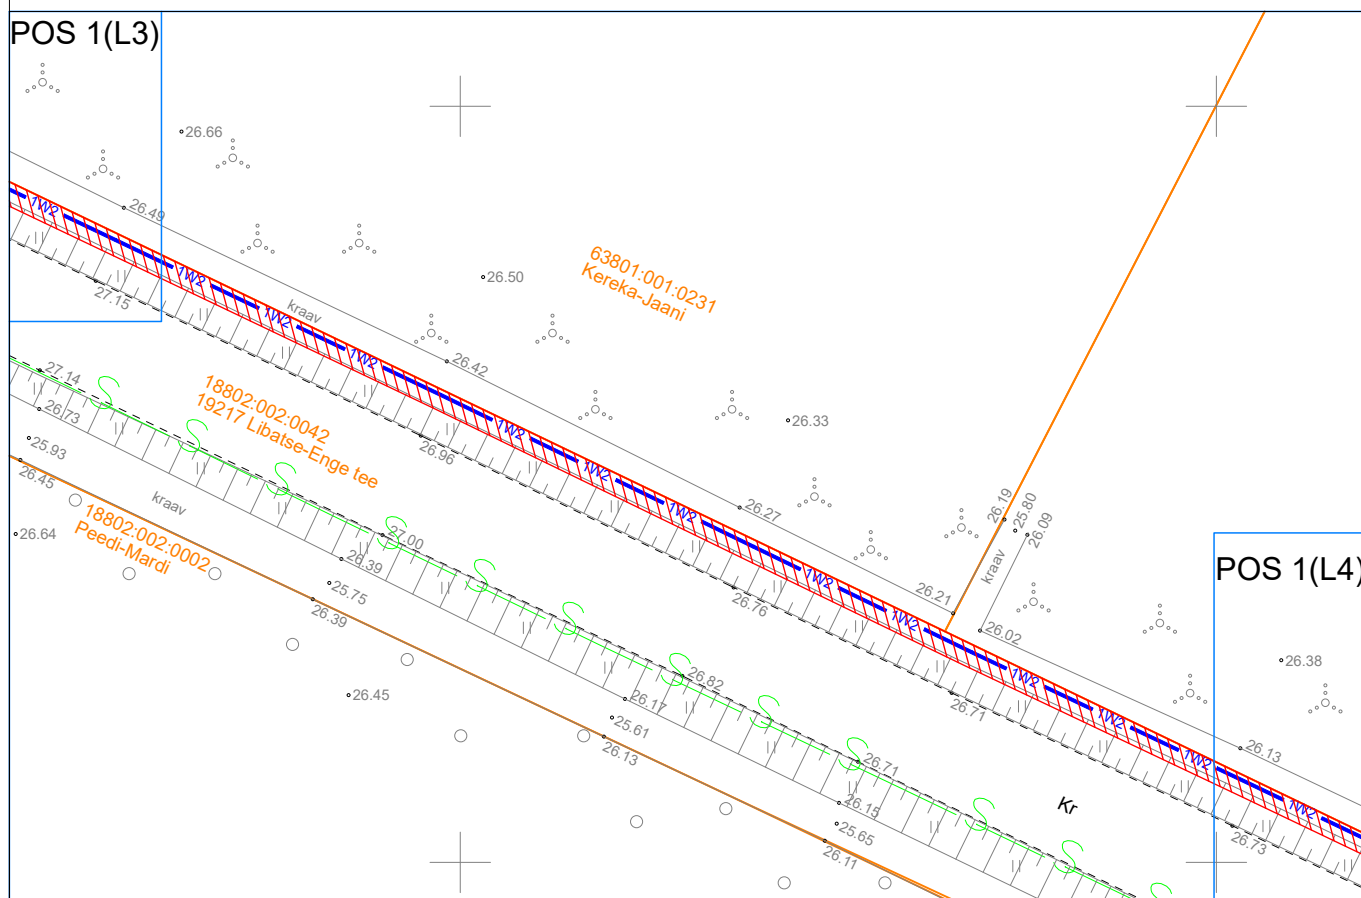 POS 1(L3)
26.66
26.49
1W2
1W2
27.15
kraav
1W2
26.50
63801:001:0231
Kereka-Jaani
1W2
26.42
27.14
S
26.73
18802:002:0042
19217 Libatse-Enge tee
26.33
25.93
26.45
S
26.96
1W2
1W2
kraav
S
26.64
18802:002:0002
Peedi-Mardi
27.00
S
26.39
1W2
26.27
26.19
25.80
26.09
kraav
POS 1(L4)
25.75
26.39
S
26.76
1W2
26.21
S
1W2
26.02
26.38
26.45
S
26.82
26.17
1W2
26.71
25.61
26.13
S
1W2
26.13
S
26.71
1W2
26.15
Kr
1W2
25.65
26.11
S
26.73
S
S